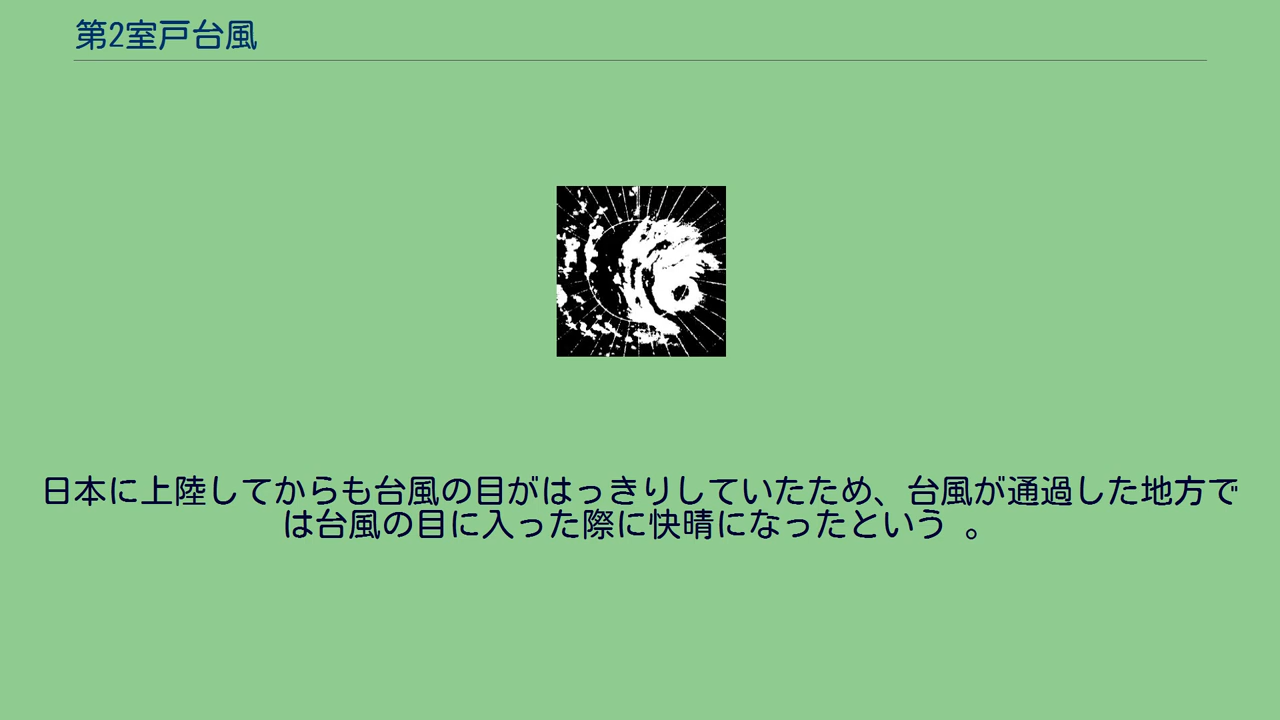 第2室戸台風
日本に上陸してからも台風の目がはっきりしていたため、台風が通過した地方で
は台風の目に入った際に快晴になったという 。